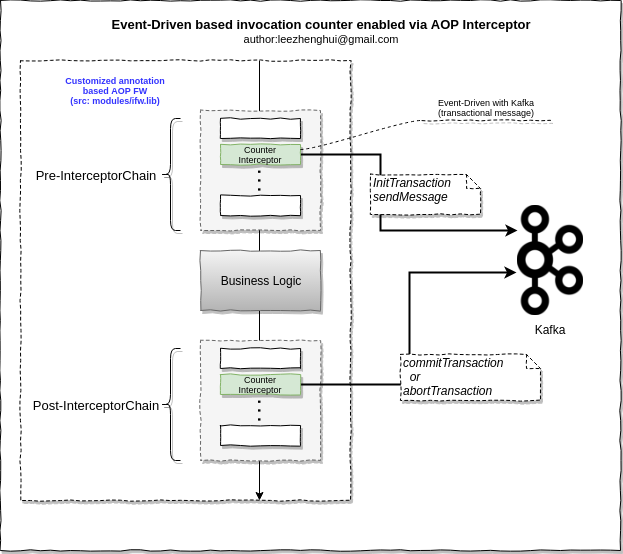 Event-Driven based invocation counter enabled via AOP Interceptor
author:leezhenghui@gmail.com
Customized annotation
based AOP FW
(src: modules/ifw.lib)
Event-Driven with Kafka
(transactional message)
Counter
Interceptor
Pre-InterceptorChain
InitTransaction
sendMessage
Business Logic
Kafka
commitTransaction
or
abortTransaction
Counter
Interceptor
Post-InterceptorChain